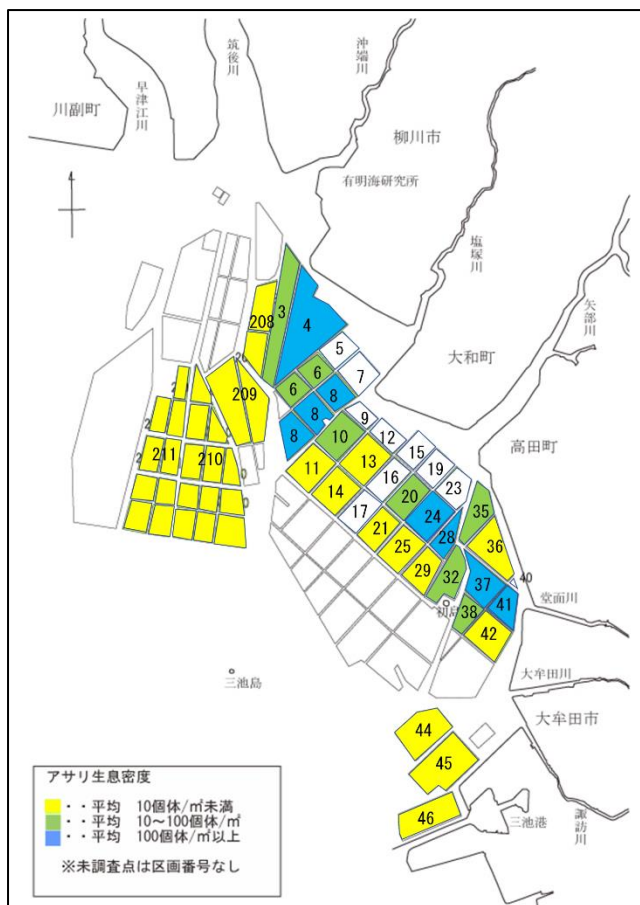 川副町
早津江川
筑後川
沖端川
柳川市
有明海研究所
塩塚川
矢部川
大和町
高田町
208
3
4
5
6
6
7
8
8
8
209
9
10
12
15
19
23
11
13
16
20
24
28
14
17
21
25
29
32
35
36
211
210
37
40
41
38
42
初島
堂面川
大牟田川
三池島
大牟田市
44
45
46
三池港
諏訪川
アサリ生息密度
・・平均 10個体/㎡未満
・・平均 10～100個体/㎡
・・平均 100個体/㎡以上
※未調査点は区画番号なし